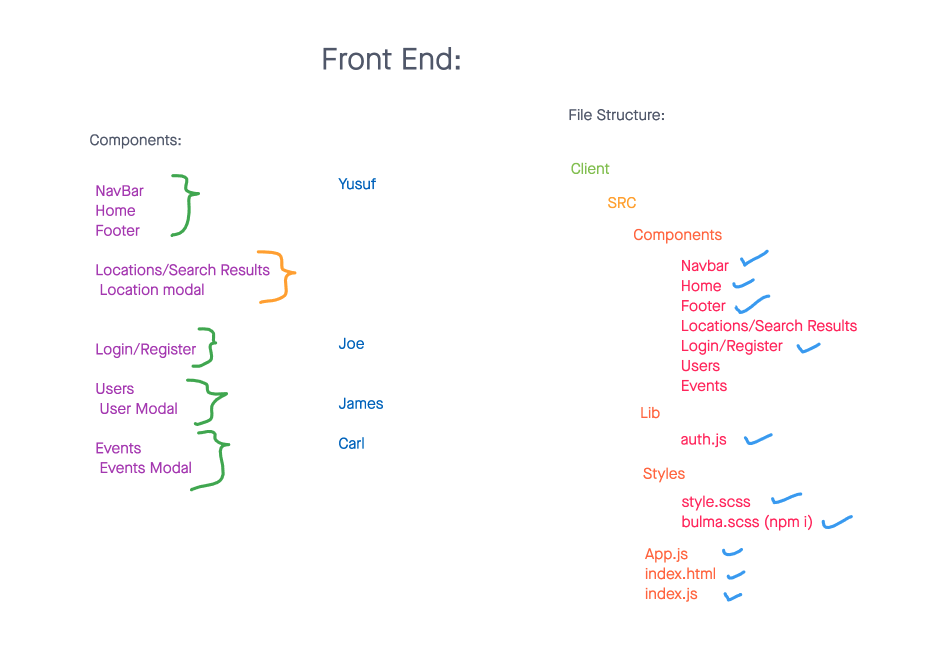 Front End:
Components:
NavBar
Home
Footer
Yusuf
Locations/Search Results
Location modal
Login/Register
Joe
Users
User Modal
James
Events
Events Modal
Carl
File Structure:
Client
SRC
Components
Navbar
Home
Footer
Locations/Search Results
Login/Register
Users
Events
Lib
auth.js
Styles
style.scss
bulma.scss (npm i)
App.js
index.html
index.js